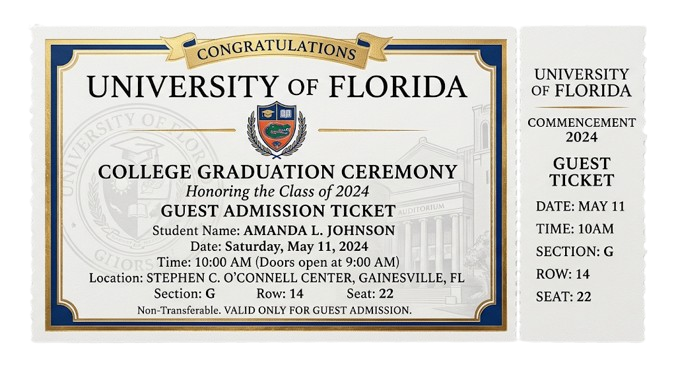 CONGRATULATIONS
UNIVERSITY OF FLORIDA
COLLEGE GRADUATION CEREMONY
Honoring the Class of 2024
GUEST ADMISSION TICKET
Student Name: AMANDA L. JOHNSON
Date: Saturday, May 11, 2024
Time: 10:00 AM (Doors open at 9:00 AM)
Location: STEPHEN C. O'CONNELL CENTER, GAINESVILLE, FL
Section: G Row: 14 Seat: 22
Non-Transferable. VALID ONLY FOR GUEST ADMISSION.
UNIVERSITY OF FLOR
AUDITORIUM
UNIVERSITY
OF FLORIDA
COMMENCEMENT
2024
GUEST
TICKET
DATE: MAY 11
TIME: 10AM
SECTION: G
ROW: 14
SEAT: 22